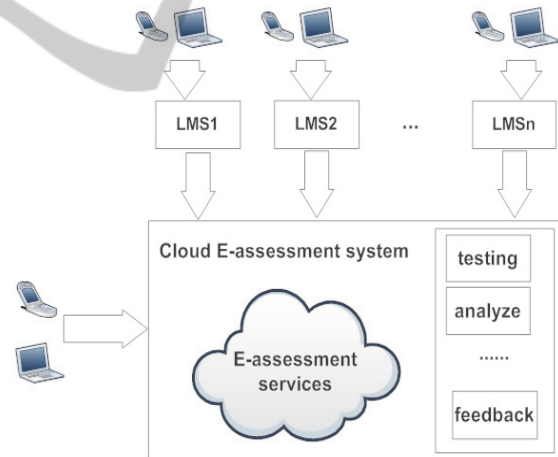 LMS1
LMS2
...
LMSn
Cloud E-assessment system
E-assessment
services
testing
analyze
......
feedback